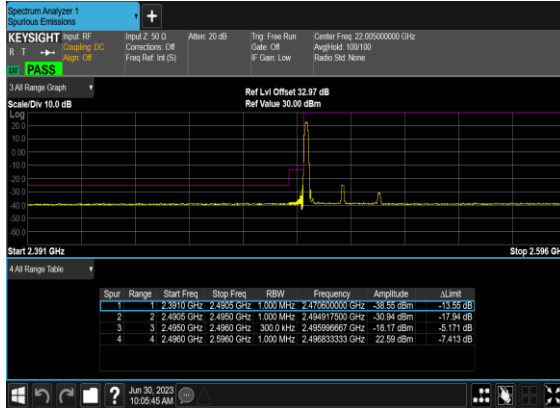 Spectrum Analyzer 1
Spurious Emissions
+
KEYSIGHT Input: RF Input Z: 50 Ω Atten: 20 dB Trig: Free Run Center Freq: 22.005000000 GHz
R T Coupling: DC Corrections: Off Gate: Off Avg|Hold: 100/100
Align: Off Freq Ref: Int (S) IF Gain: Low Radio Std: None
PASS
3 All Range Graph
Ref Lvl Offset 32.97 dB
Scale/Div 10.0 dB Ref Value 30.00 dBm
Log
20.0
10.0
0.00
-10.0
-20.0
-30.0
-40.0
-50.0
-60.0
Start 2.391 GHz Stop 2.596 GH
4 All Range Table
Spur Range Start Freq Stop Freq RBW Frequency Amplitude ΔLimit
1 1 2.3910 GHz 2.4905 GHz 1.000 MHz 2.470600000 GHz -38.55 dBm -13.55 dB
2 2 2.4905 GHz 2.4950 GHz 1.000 MHz 2.494917500 GHz -30.94 dBm -17.94 dB
3 3 2.4950 GHz 2.4960 GHz 300.0 kHz 2.495996667 GHz -18.17 dBm -5.171 dB
4 4 2.4960 GHz 2.5960 GHz 1.000 MHz 2.496833333 GHz 22.59 dBm -7.413 dB
? Jun 30, 2023
10:05:45 AM